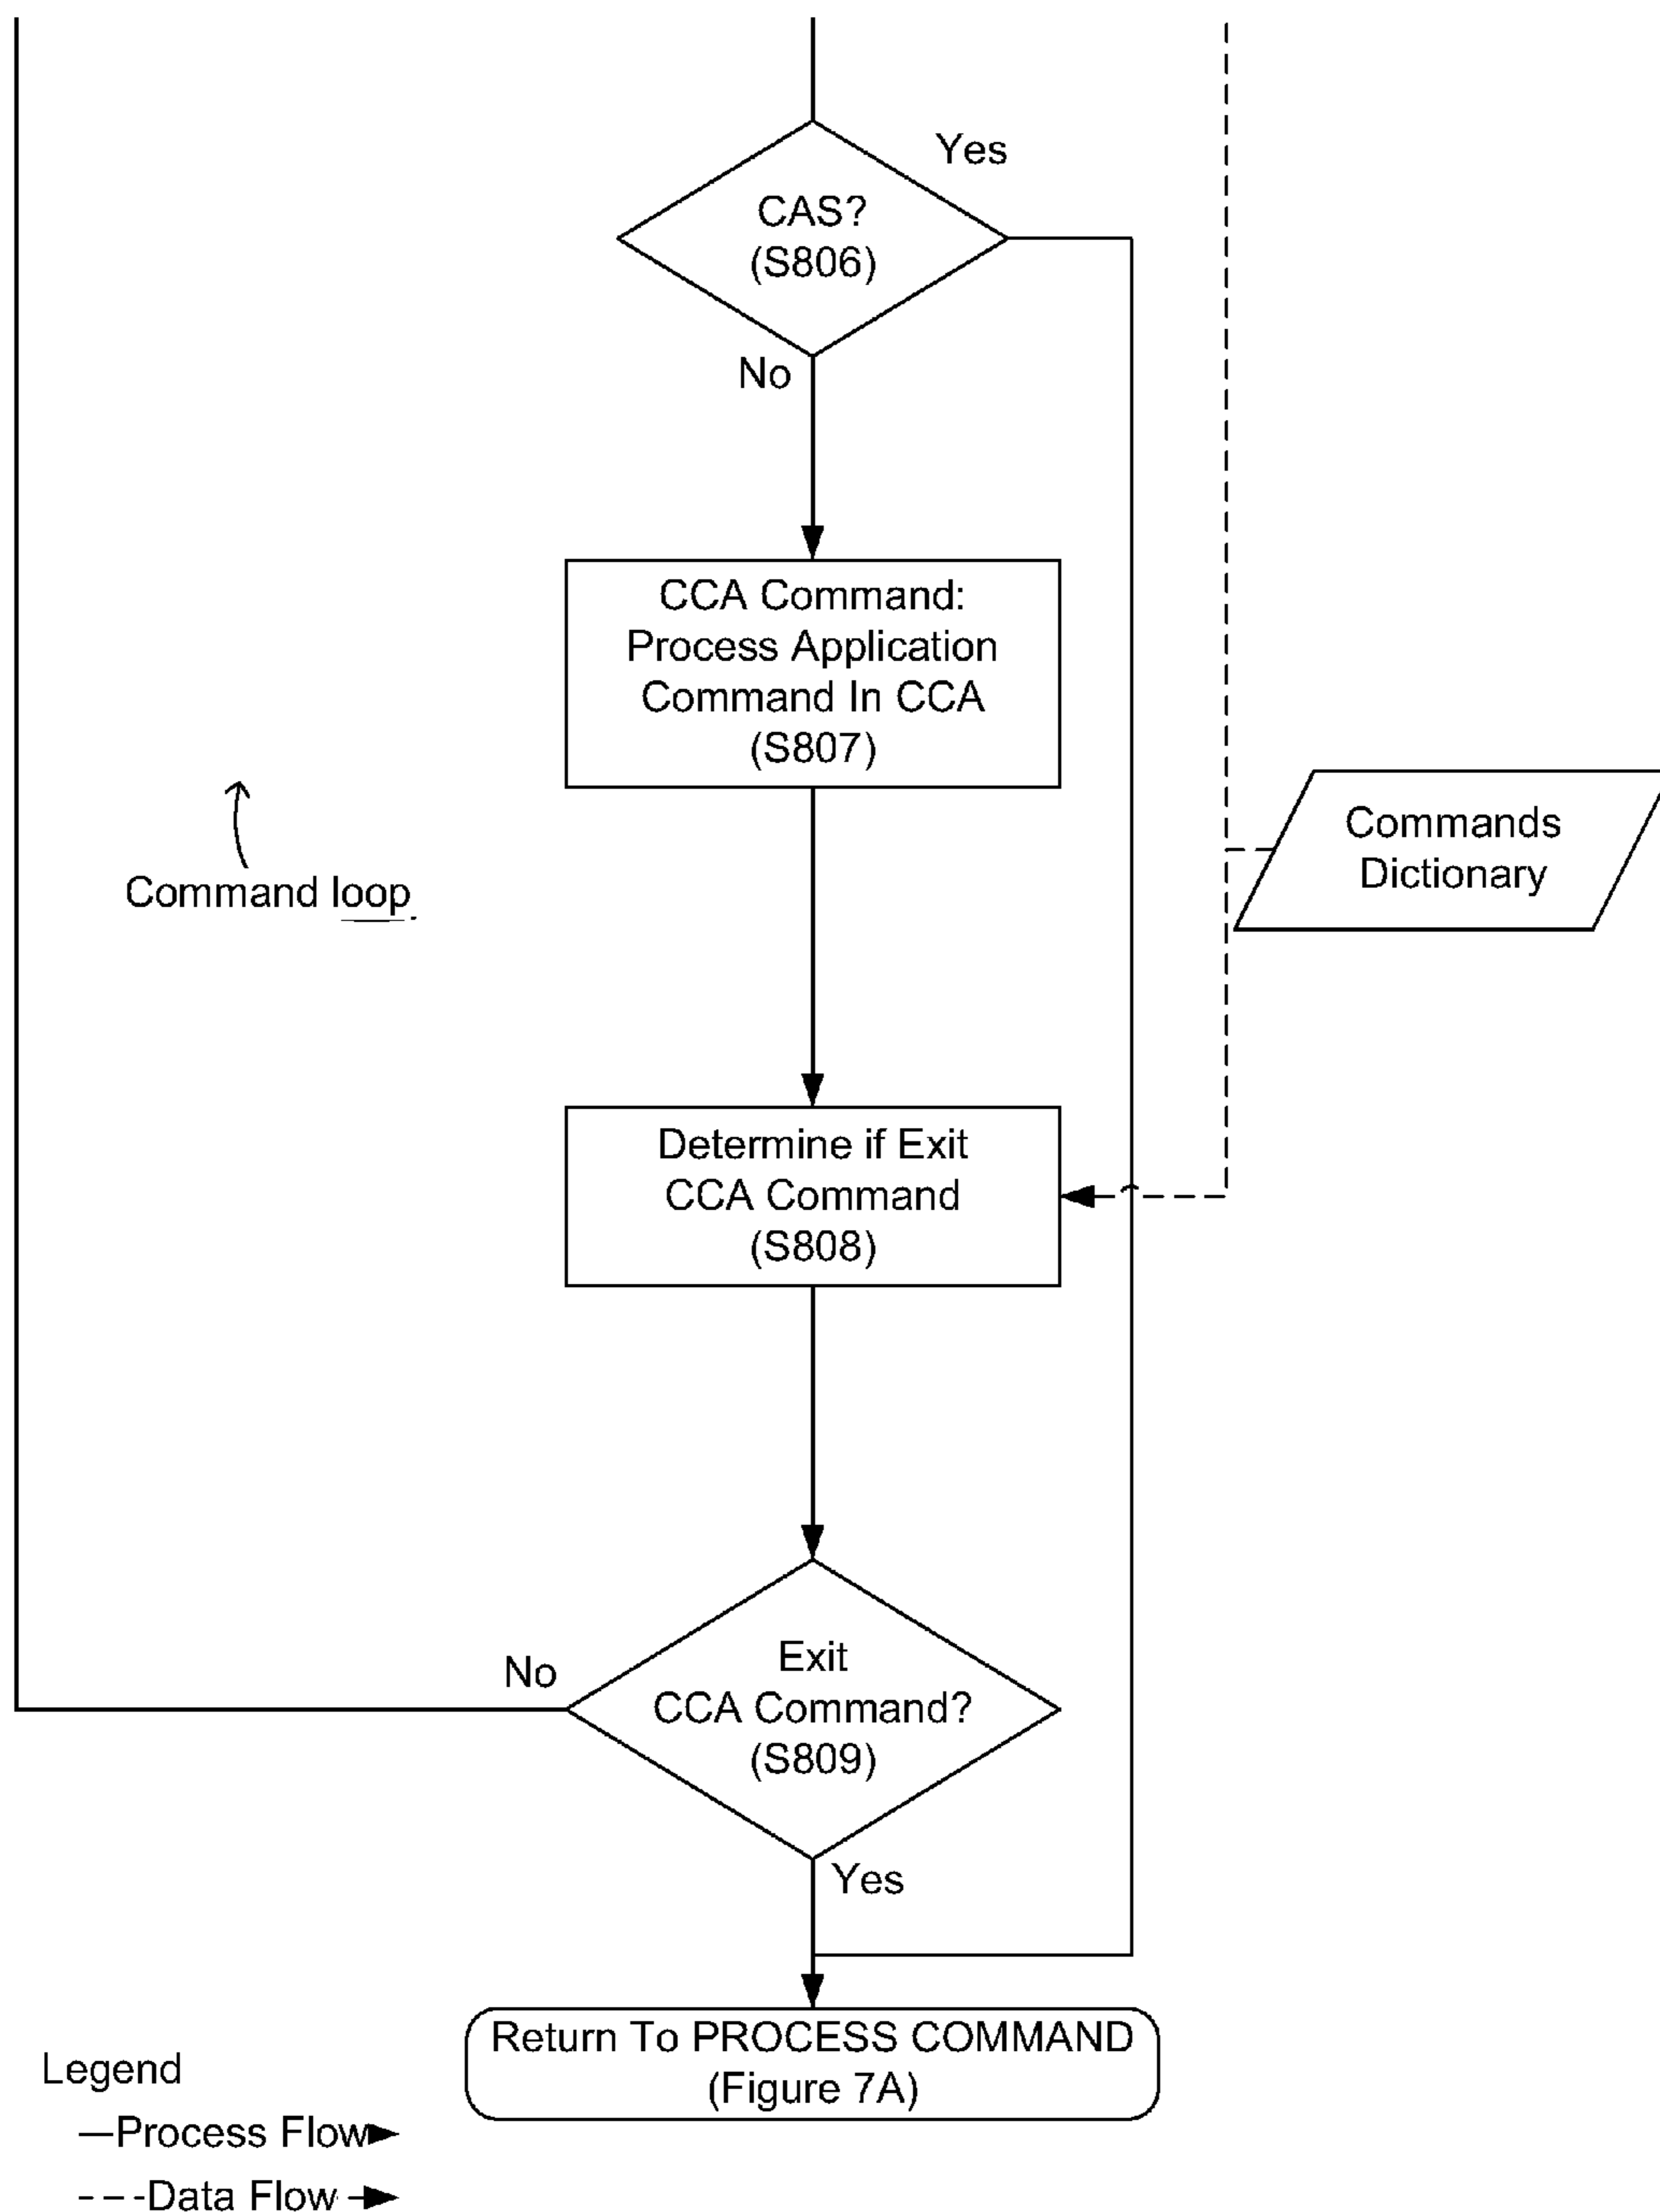 Yes
CAS?
(S806)
No
CCA Command:
Process Application
Command In CCA
(S807)
Commands
Dictionary
Command loop
Determine if Exit
CCA Command
(S808)
No
Exit
CCA Command?
(S809)
Yes
Return To PROCESS COMMAND
(Figure 7A)
Legend
Process Flow
Data Flow